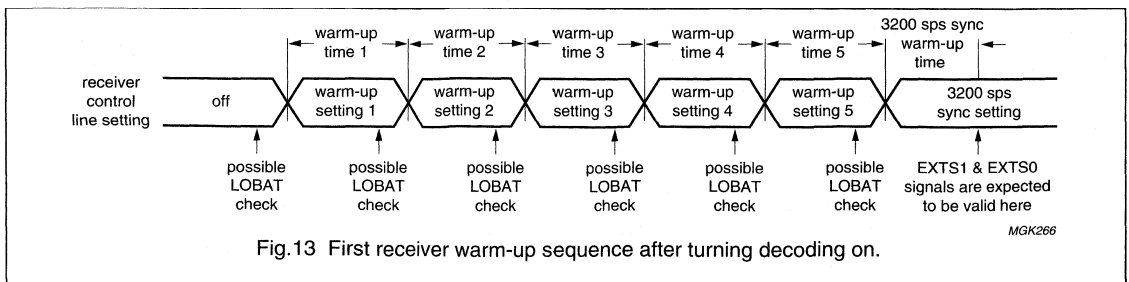 3200 sps sync
warm-up time 1
warm-up time 2
warm-up time 3
warm-up time 4
warm-up time 5
warm-up time
receiver control line setting
off
warm-up setting 1
warm-up setting 2
warm-up setting 3
warm-up setting 4
warm-up setting 5
3200 sps sync setting
possible LOBAT check
possible LOBAT check
possible LOBAT check
possible LOBAT check
possible LOBAT check
possible LOBAT check
EXTS1 & EXTS0 signals are expected to be valid here
MGK266
Fig.13 First receiver warm-up sequence after turning decoding on.